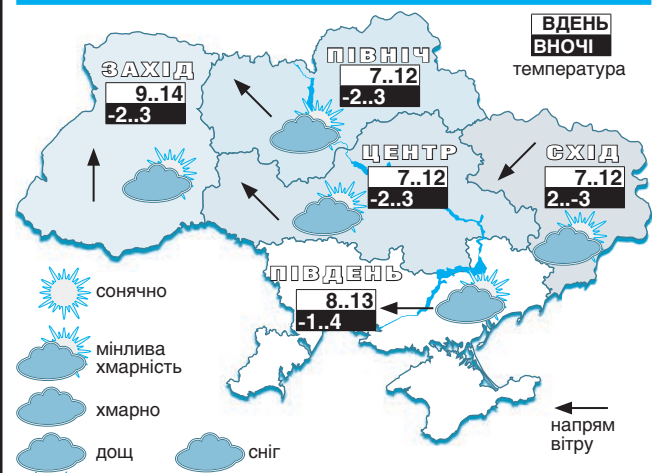 ВДЕНЬ
ВНОЧІ
температура
ЗАХІД
9..14
-2..3
ПІВНІЧ
7..12
-2..3
ЦЕНТР
7..12
-2..3
СХІД
7..12
2..-3
ПІВДЕНЬ
8..13
-1..4
сонячно
мінлива
хмарність
хмарно
дощ
сніг
напрям
вітру